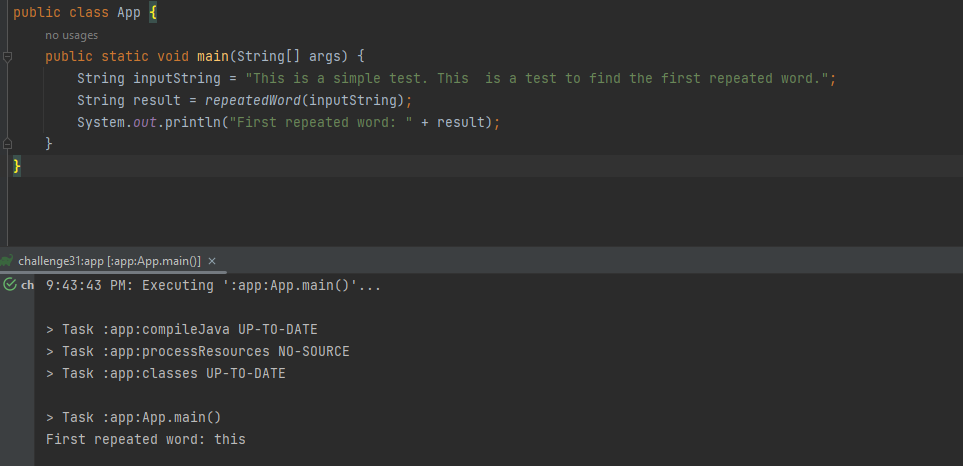 public class App {
no usages
public static void main(String[] args) {
String inputString = "This is a simple test. This  is a test to find the first repeated word.";
String result = repeatedWord(inputString);
System.out.println("First repeated word: " + result);
}
}
challenge31:app [:app:App.main()] ×
ch 9:43:43 PM: Executing ':app:App.main()'...
> Task :app:compileJava UP-TO-DATE
> Task :app:processResources NO-SOURCE
> Task :app:classes UP-TO-DATE
> Task :app:App.main()
First repeated word: this